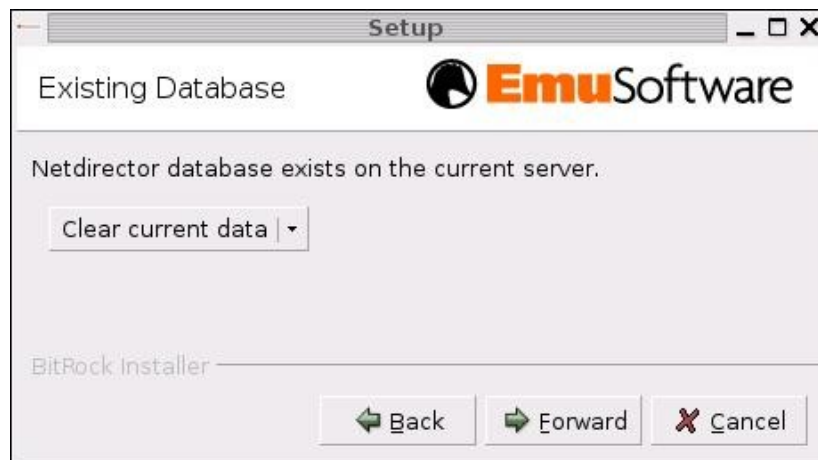 Setup
Existing Database
EmuSoftware
Netdirector database exists on the current server.
Clear current data
BitRock Installer
Back
Forward
Cancel